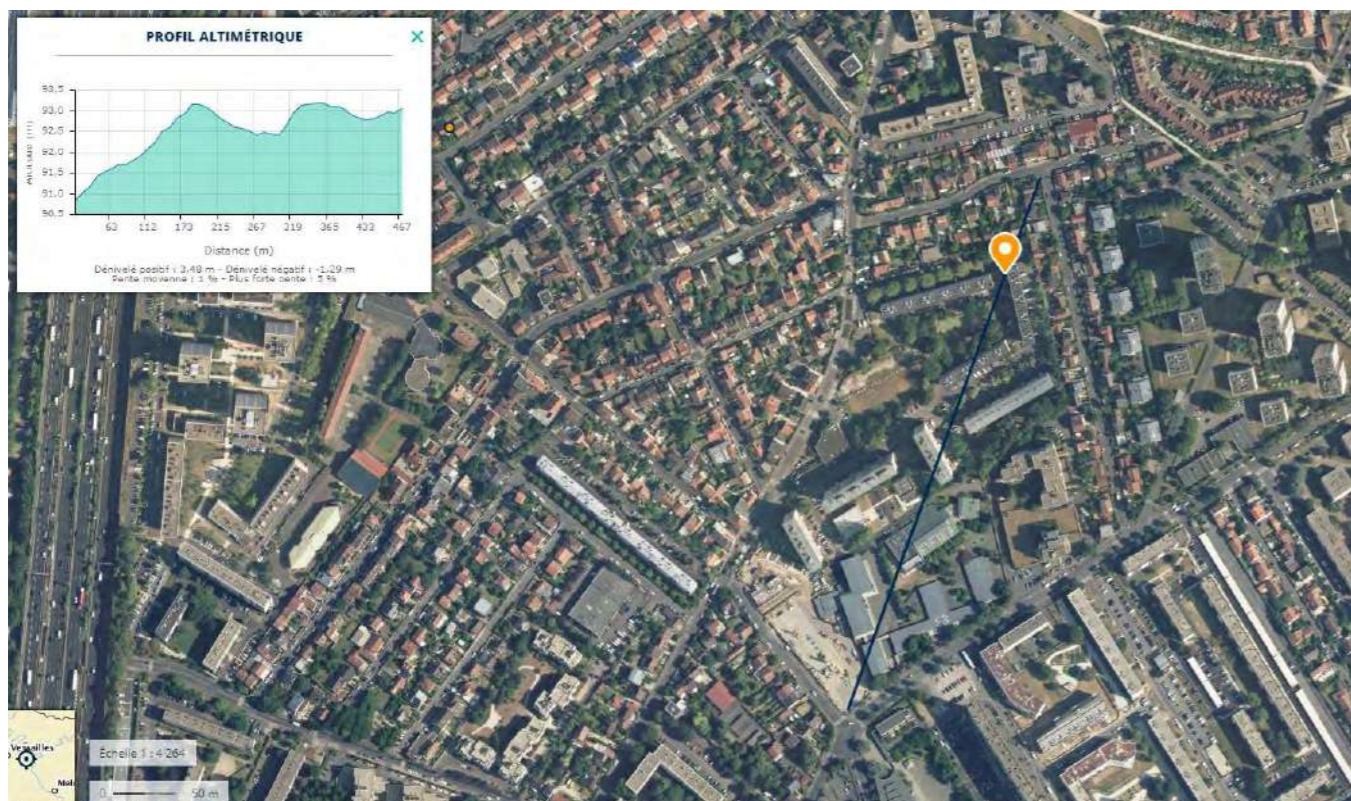 PROFIL ALTIMÉTRIQUE
93,5
93,0
92,5
92,0
91,5
91,0
90,5
63 112 173 215 267 319 365 433 467
Distance (m)
Dénivelé positif : 3,48 m - Dénivelé négatif : -1,29 m
Pente moyenne : 1 % - Plus forte pente : 5 %
Versailles
Échelle 1 : 4 264
0 50 m